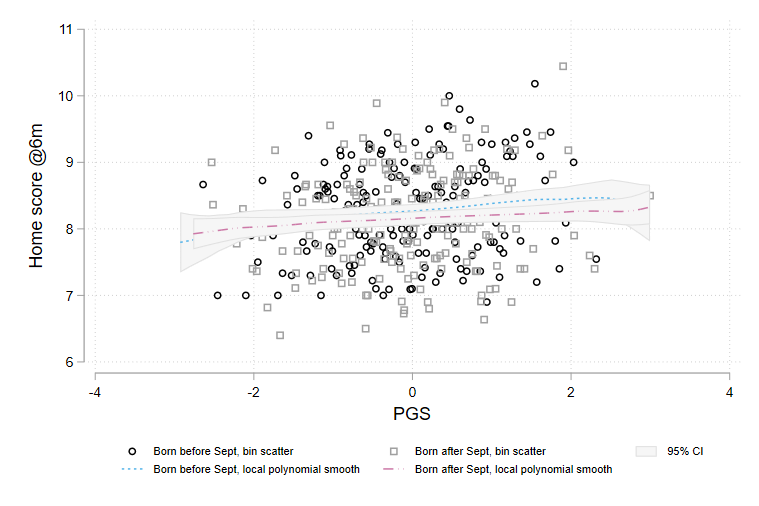 Home score @6m
11
10
9
8
7
6
-4 -2 0 2 4
PGS
Born before Sept, bin scatter Born after Sept, bin scatter 95% CI
Born before Sept, local polynomial smooth Born after Sept, local polynomial smooth